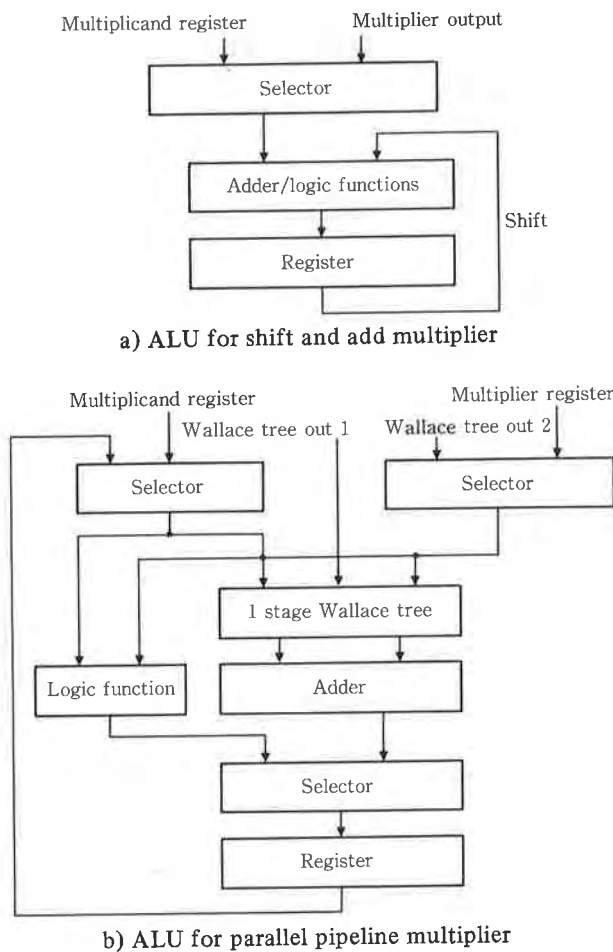 Multiplicand register
Multiplier output
Selector
Adder/logic functions
Shift
Register
a) ALU for shift and add multiplier
Multiplicand register
Multiplier register
Wallace tree out 1
Wallace tree out 2
Selector
Selector
1 stage Wallace tree
Logic function
Adder
Selector
Register
b) ALU for parallel pipeline multiplier